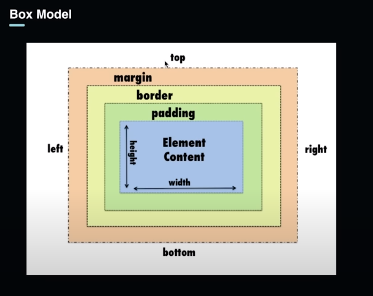 Box Model
top
margin
border
padding
left
height
Element
Content
width
right
bottom